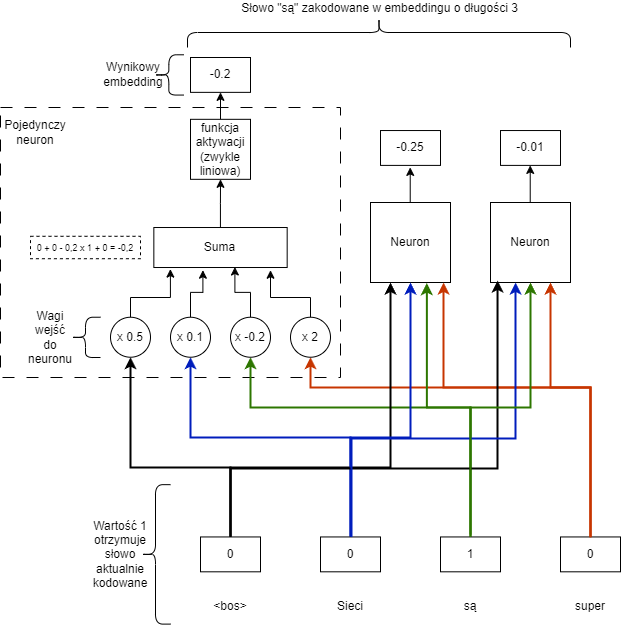 Słowo "są" zakodowane w embeddingu o długości 3
Wynikowy
embedding
-0.2
Pojedynczy
neuron
funkcja
aktywacji
(zwykle
liniowa)
-0.25
-0.01
0 + 0 - 0,2 x 1 + 0 = -0,2
Suma
Neuron
Neuron
Wagi
wejść
do
neuronu
x 0.5
x 0.1
x -0.2
x 2
Wartość 1
otrzymuje
słowo
aktualnie
kodowane
0
0
1
0
<bos>
Sieci
są
super